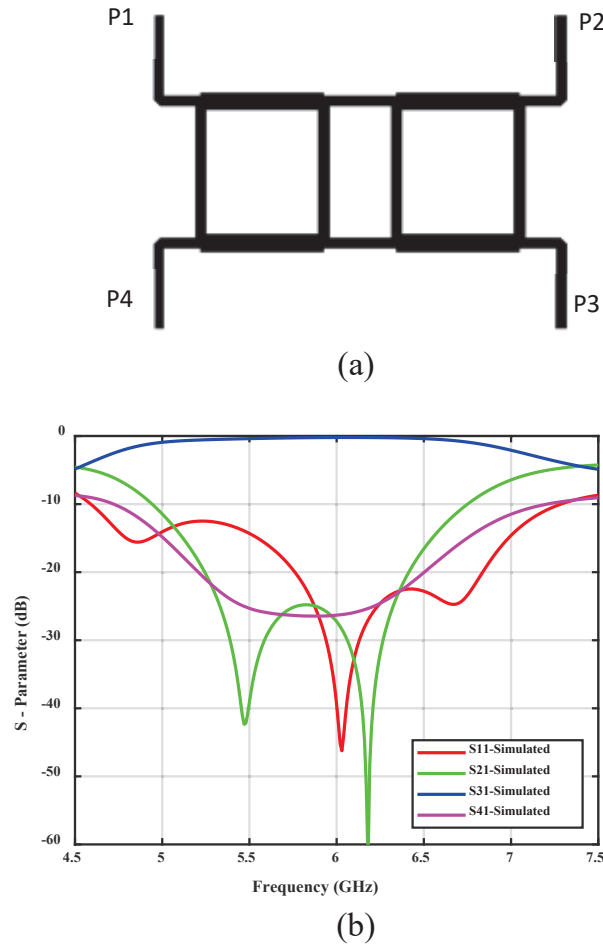 P1
P2
P4
P3
(a)
0
-10
-20
-30
-40
-50
-60
S - Parameter (dB)
S11-Simulated
S21-Simulated
S31-Simulated
S41-Simulated
4.5
5
5.5
6
6.5
7
7.5
Frequency (GHz)
(b)